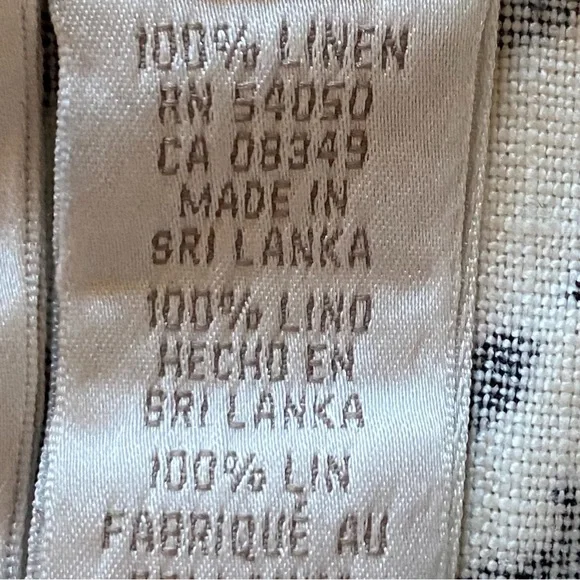 100% LINEN
RN 54050
CA 08349
MADE IN
SRI LANKA
100% LINO
HECHO EN
SRI LANKA
100% LIN
FABRIQUÉ AU